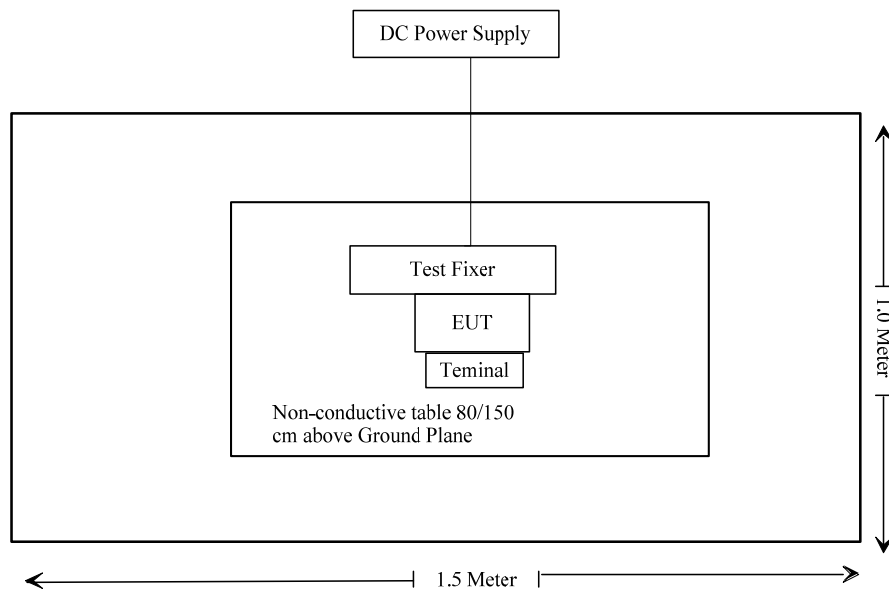 DC Power Supply
Test Fixer
EUT
Teminal
Non-conductive table 80/150
cm above Ground Plane
1.0 Meter
1.5 Meter